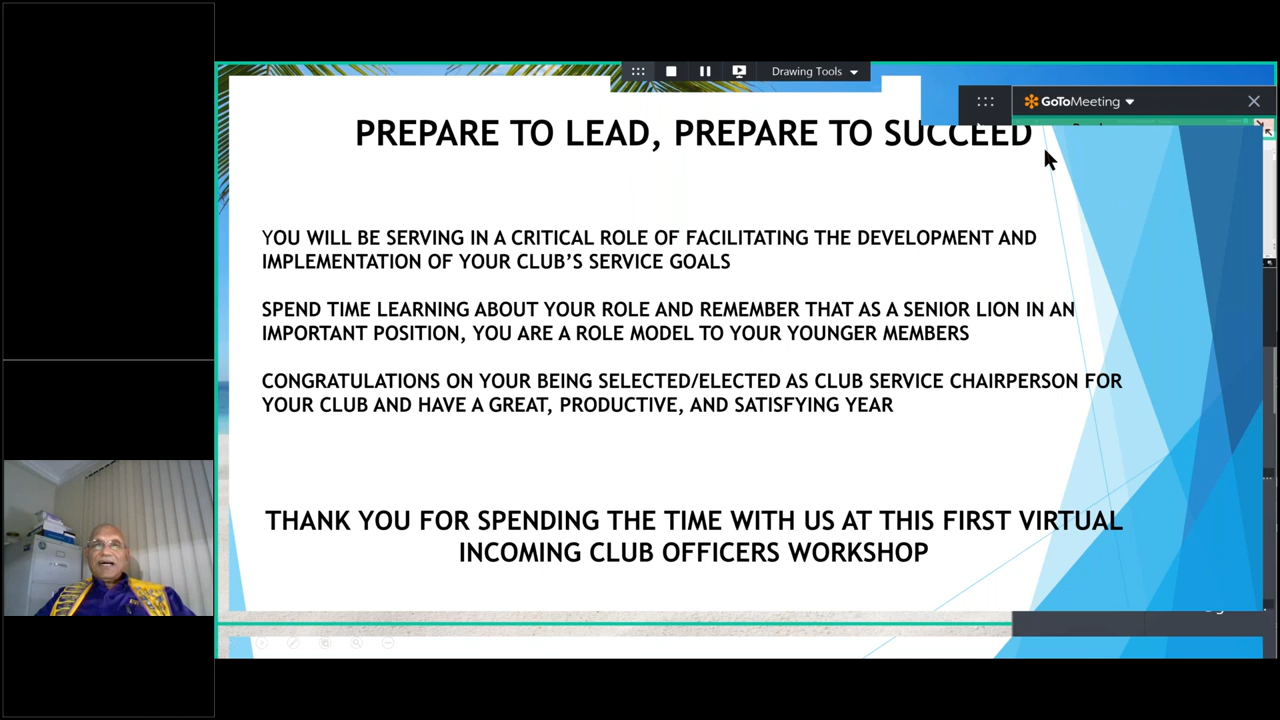 Drawing Tools
GoToMeeting
PREPARE TO LEAD, PREPARE TO SUCCEED
YOU WILL BE SERVING IN A CRITICAL ROLE OF FACILITATING THE DEVELOPMENT AND
IMPLEMENTATION OF YOUR CLUB’S SERVICE GOALS
SPEND TIME LEARNING ABOUT YOUR ROLE AND REMEMBER THAT AS A SENIOR LION IN AN
IMPORTANT POSITION, YOU ARE A ROLE MODEL TO YOUR YOUNGER MEMBERS
CONGRATULATIONS ON YOUR BEING SELECTED/ELECTED AS CLUB SERVICE CHAIRPERSON FOR
YOUR CLUB AND HAVE A GREAT, PRODUCTIVE, AND SATISFYING YEAR
THANK YOU FOR SPENDING THE TIME WITH US AT THIS FIRST VIRTUAL
INCOMING CLUB OFFICERS WORKSHOP